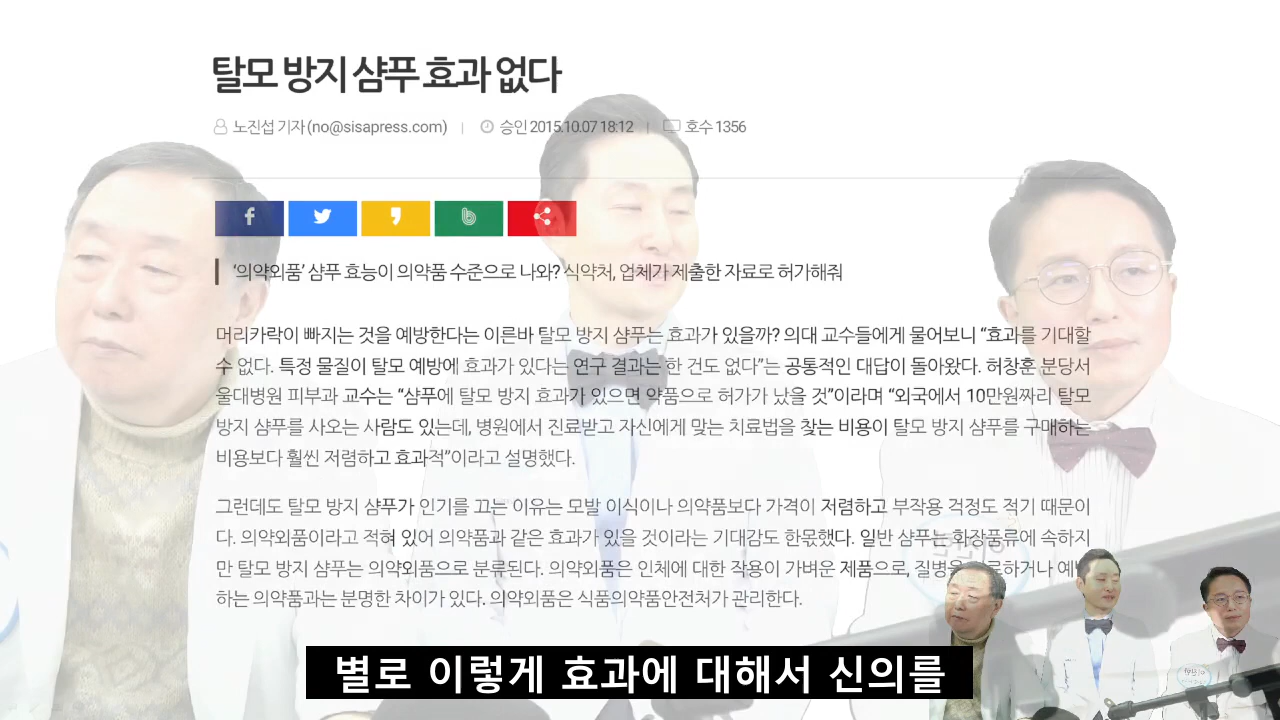 탈모 방지 샴푸 효과 없다
노진섭 기자 (no@sisapress.com) | 승인 2015.10.07 18:12 | 호수 1356
‘의약외품’ 샴푸 효능이 의약품 수준으로 나와? 식약처, 업체가 제출한 자료로 허가해줘
머리카락이 빠지는 것을 예방한다는 이른바 탈모 방지 샴푸는 효과가 있을까? 의대 교수들에게 물어보니 “효과를 기대할
수 없다. 특정 물질이 탈모 예방에 효과가 있다는 연구 결과는 한 건도 없다”는 공통적인 대답이 돌아왔다. 허창훈 분당서
울대병원 피부과 교수는 “샴푸에 탈모 방지 효과가 있으면 약품으로 허가가 났을 것”이라며 “외국에서 10만원짜리 탈모
방지 샴푸를 사오는 사람도 있는데, 병원에서 진료받고 자신에게 맞는 치료법을 찾는 비용이 탈모 방지 샴푸를 구매하는
비용보다 훨씬 저렴하고 효과적”이라고 설명했다.
그런데도 탈모 방지 샴푸가 인기를 끄는 이유는 모발 이식이나 의약품보다 가격이 저렴하고 부작용 걱정도 적기 때문이
다. 의약외품이라고 적혀 있어 의약품과 같은 효과가 있을 것이라는 기대감도 한몫했다. 일반 샴푸는 화장품류에 속하지
만 탈모 방지 샴푸는 의약외품으로 분류된다. 의약외품은 인체에 대한 작용이 가벼운 제품으로,
하는 의약품과는 분명한 차이가 있다. 의약외품은 식품의약품안전처가 관리한다.
별로 이렇게 효과에 대해서 신의를